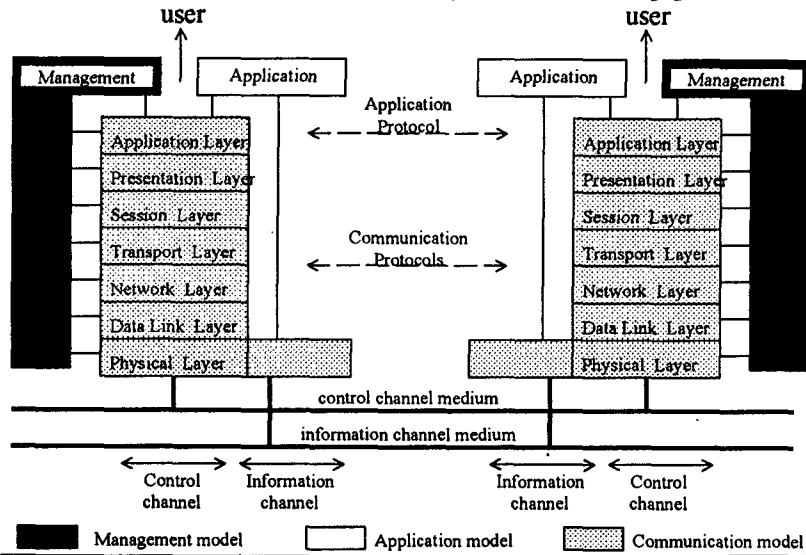 user
user
Management
Application
Application
Management
Application
Protocol
Application Layer
Presentation Layer
Session Layer
Transport Layer
Network Layer
Data Link Layer
Physical Layer
Communication
Protocols
Application Layer
Presentation Layer
Session Layer
Transport Layer
Network Layer
Data Link Layer
Physical Layer
control channel medium
information channel medium
Control
channel
Information
channel
Information
channel
Control
channel
Management model
Application model
Communication model